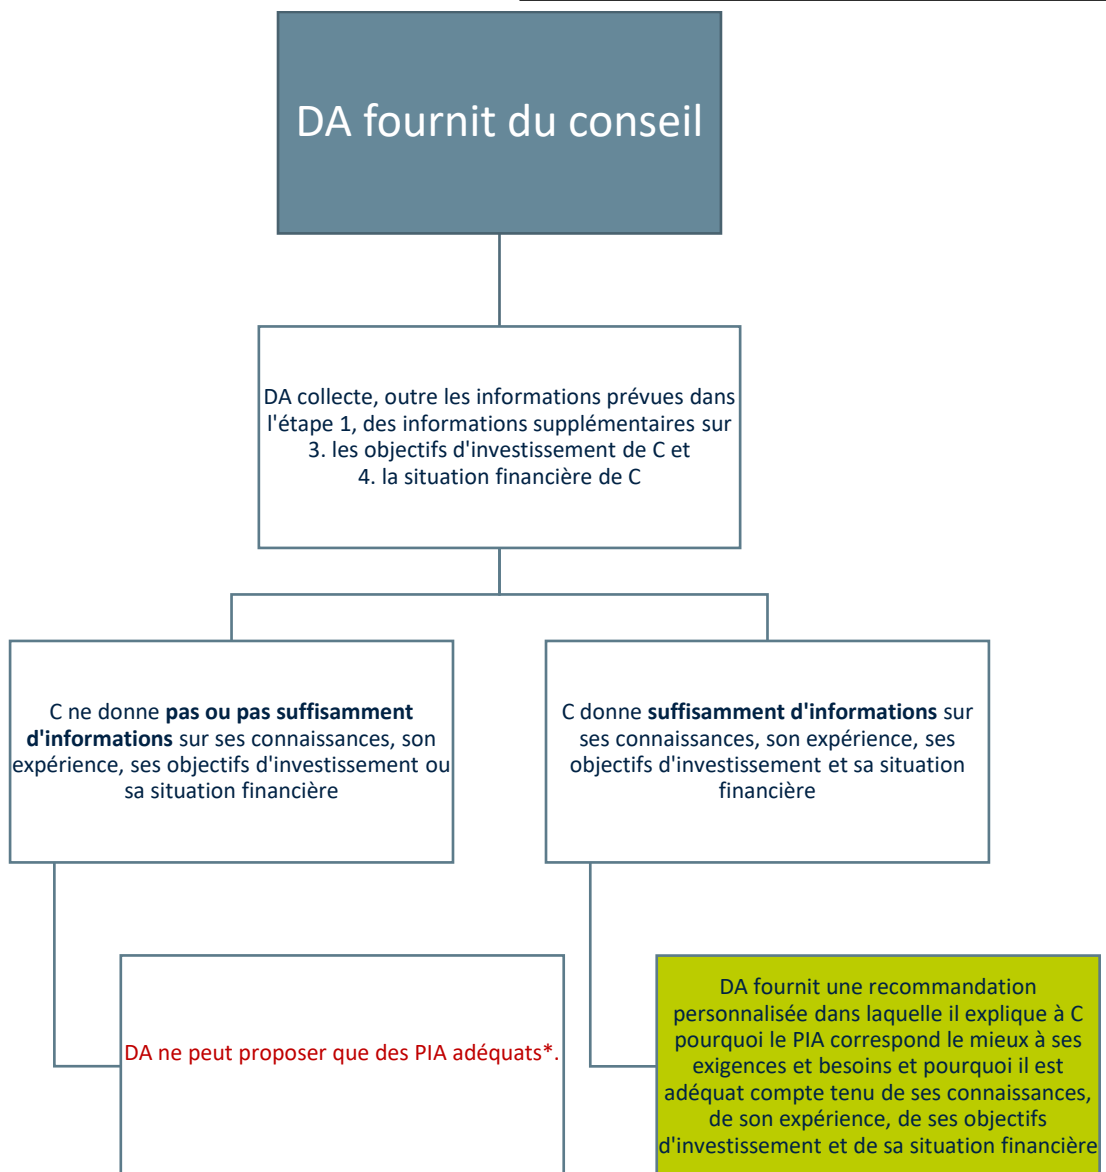 DA fournit du conseil
DA collecte, outre les informations prévues dans
l'étape 1, des informations supplémentaires sur
3. les objectifs d'investissement de C et
4. la situation financière de C
C ne donne pas ou pas suffisamment
d'informations sur ses connaissances, son
expérience, ses objectifs d'investissement ou
sa situation financière
C donne suffisamment d'informations sur
ses connaissances, son expérience, ses
objectifs d'investissement et sa situation
financière
DA ne peut proposer que des PIA adéquats*.
DA fournit une recommandation
personnalisée dans laquelle il explique à C
pourquoi le PIA correspond le mieux à ses
exigences et besoins et pourquoi il est
adéquat compte tenu de ses connaissances,
de son expérience, de ses objectifs
d'investissement et de sa situation financière